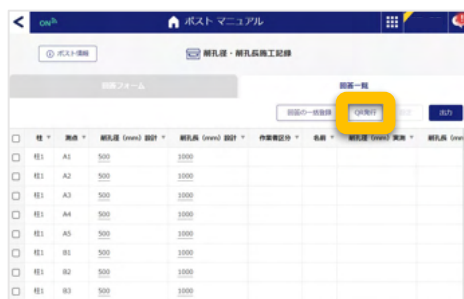 ON
ポスト マニュアル
ポスト情報
削孔径・削孔長施工記録
回答フォーム
回答一覧
回答の一括登録 QR発行 出力
柱 測点 削孔径 (mm) 設計 削孔長 (mm) 設計 作業者区分 名前 削孔径 (mm) 実測 削孔長 (mm
柱1 A1 500 1000
柱1 A2 500 1000
柱1 A3 500 1000
柱1 A4 500 1000
柱1 A5 500 1000
柱1 B1 500 1000
柱1 B2 500 1000
柱1 B3 500 1000